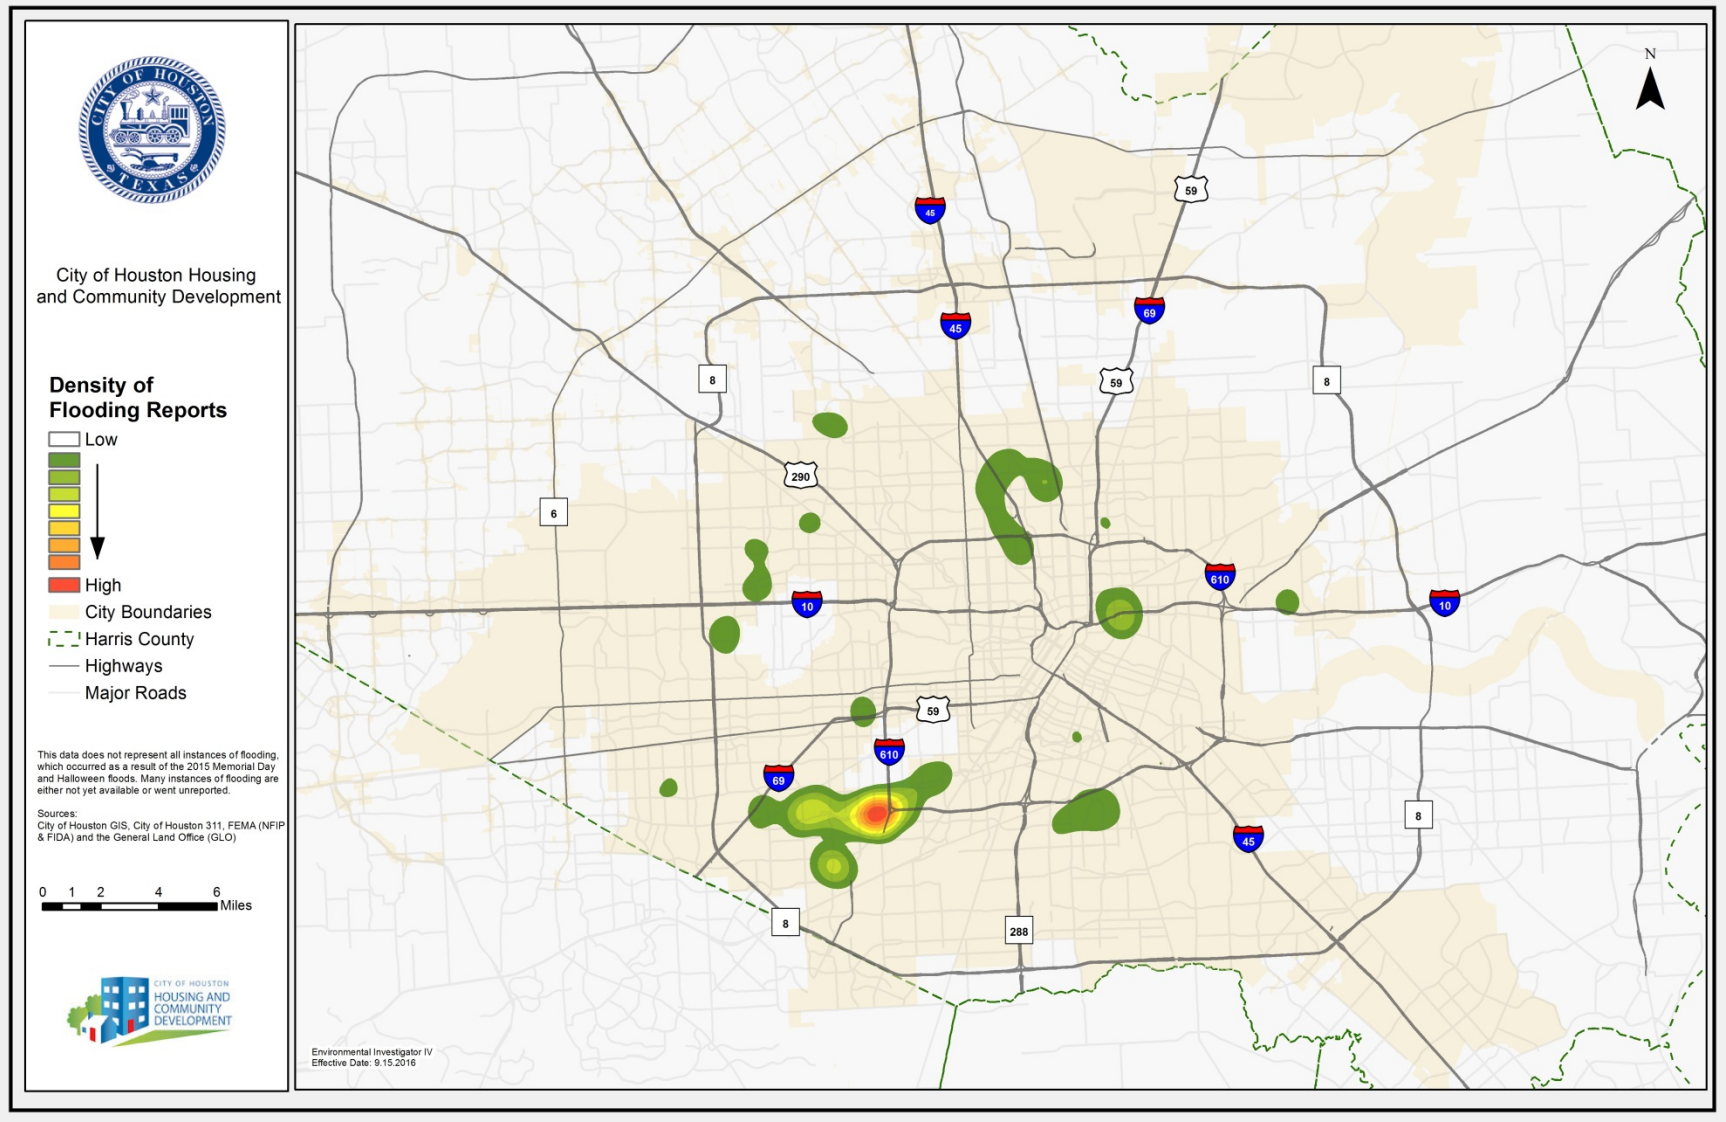 CITY OF HOUSTON
TEXAS
City of Houston Housing
and Community Development
Density of
Flooding Reports
Low
High
City Boundaries
Harris County
Highways
Major Roads
This data does not represent all instances of flooding,
which occurred as a result of the 2015 Memorial Day
and Halloween floods. Many instances of flooding are
either not yet available or went unreported.
Sources:
City of Houston GIS, City of Houston 311, FEMA (NFIP
& FIDA) and the General Land Office (GLO)
0 1 2 4 6
Miles
CITY OF HOUSTON
HOUSING AND
COMMUNITY
DEVELOPMENT
N
59
45
69
45
8
59
8
290
6
610
10
10
59
610
69
8
45
8
288
Environmental Investigator IV
Effective Date: 9.15.2016